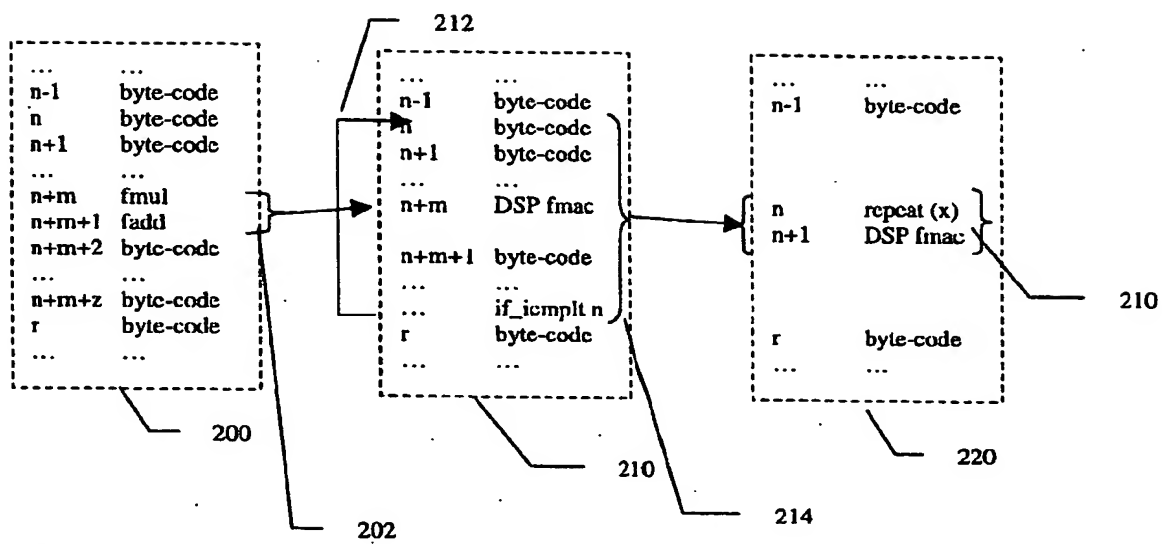 212
... ...
n-1 byte-code
n byte-code
n+1 byte-code
... ...
n+m fmul
n+m+1 fadd
n+m+2 byte-code
... ...
n+m+z byte-code
r byte-code
... ...
200
202
... ...
n-1 byte-code
n byte-code
n+1 byte-code
... ...
n+m DSP fmac
n+m+1 byte-code
... ...
... if_icmplt n
r byte-code
... ...
210
214
... ...
n-1 byte-code
n repeat (x)
n+1 DSP fmac
r byte-code
... ...
210
220